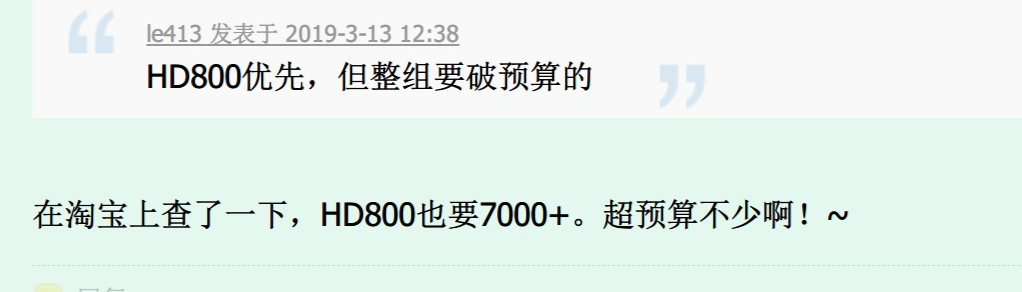 le413 发表于 2019-3-13 12:38
HD800优先，但整组要破预算的
在淘宝上查了一下，HD800也要7000+。超预算不少啊！~